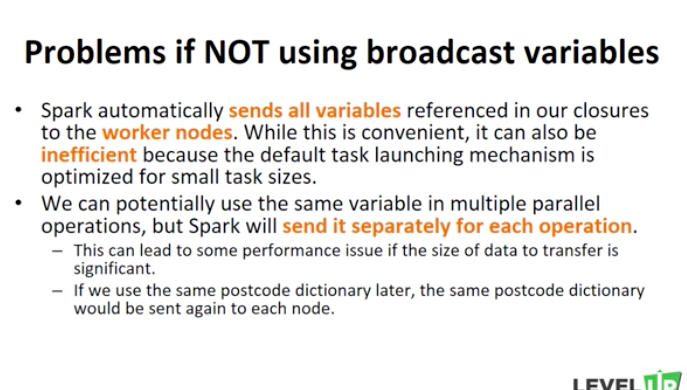 Problems if NOT using broadcast variables
• Spark automatically sends all variables referenced in our closures
to the worker nodes. While this is convenient, it can also be
inefficient because the default task launching mechanism is
optimized for small task sizes.
• We can potentially use the same variable in multiple parallel
operations, but Spark will send it separately for each operation.
– This can lead to some performance issue if the size of data to transfer is
significant.
– If we use the same postcode dictionary later, the same postcode dictionary
would be sent again to each node.
LEVEL UP